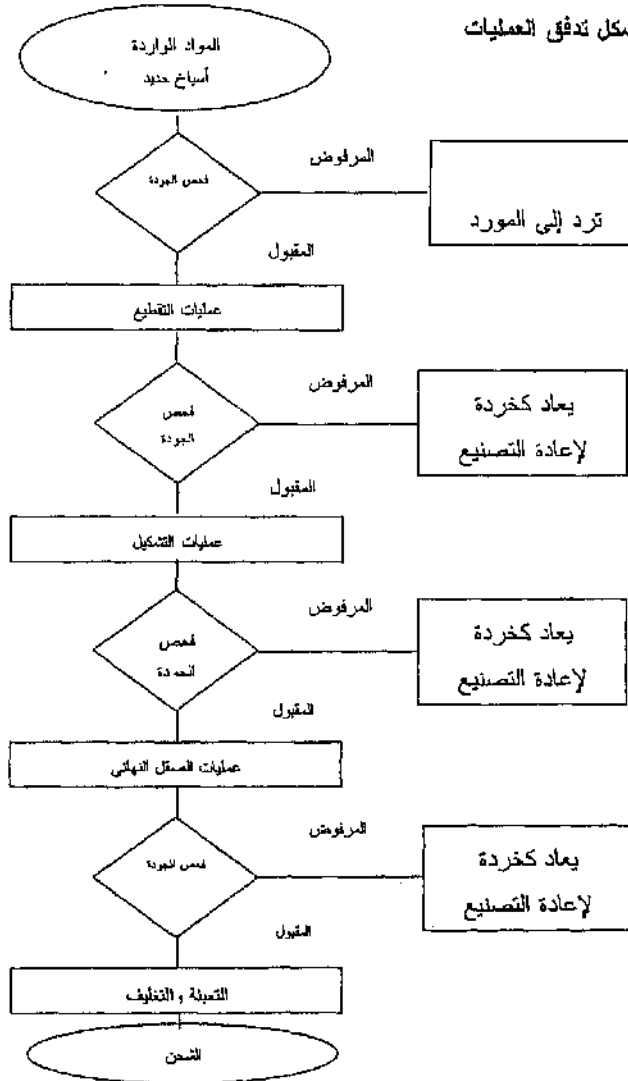 شكل تدفق العمليات
المواد الواردة
أسياخ حديد
فحص الجودة
المرفوض
ترد إلى المورد
المقبول
عمليات التقطيع
فحص
الجودة
المرفوض
يعاد كخردة
لإعادة التصنيع
المقبول
عمليات التشكيل
فحص
الجودة
المرفوض
يعاد كخردة
لإعادة التصنيع
المقبول
عمليات الصقل النهائي
فحص الجودة
المرفوض
يعاد كخردة
لإعادة التصنيع
المقبول
التعبئة والتغليف
الشحن